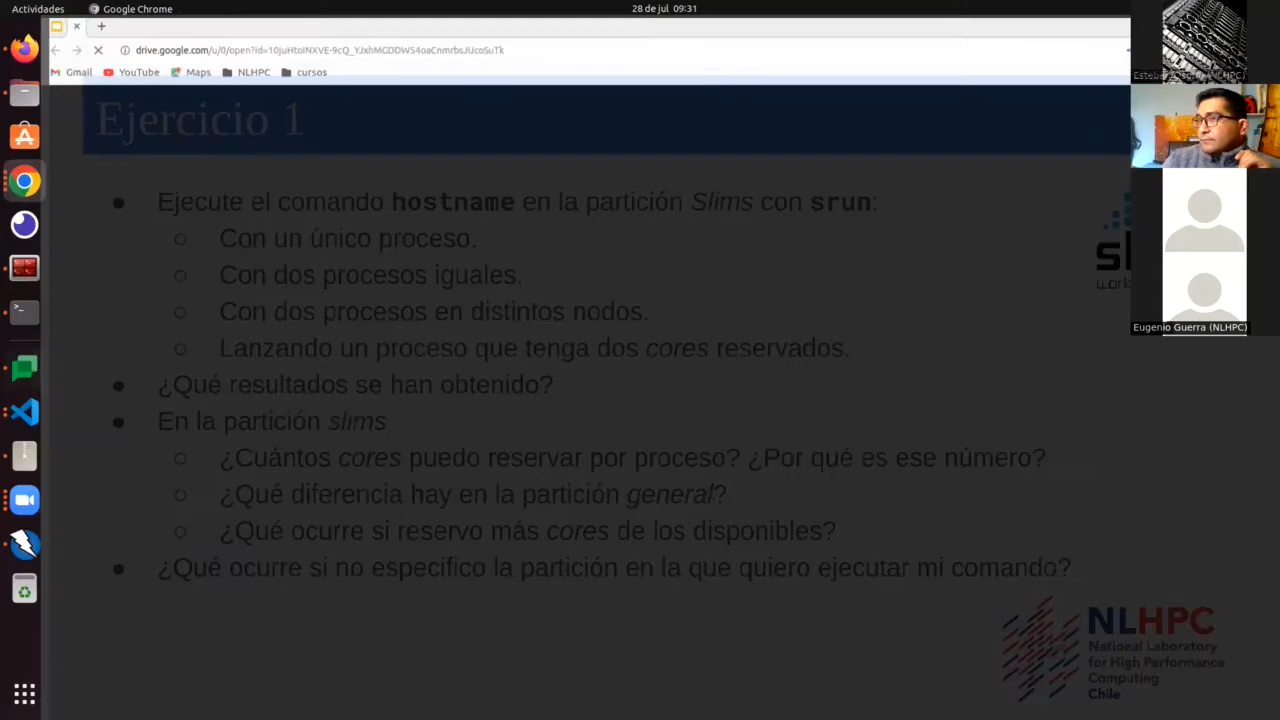 Actividades
Google Chrome
28 de jul 09:31
drive.google.com/u/0/open?id=10juHtoINXVE-9cQ_YJxhMGDDW54oaCnmrbsJUcoSuTk
Gmail
YouTube
Maps
NLHPC
cursos
(NLHPC)
Ejercicio 1
Ejecute el comando hostname en la partición Slims con srun:
Con un único proceso.
Con dos procesos iguales.
Con dos procesos en distintos nodos.
Lanzando un proceso que tenga dos cores reservados.
¿Qué resultados se han obtenido?
En la partición slims
¿Cuántos cores puedo reservar por proceso? ¿Por qué es ese número?
¿Qué diferencia hay en la partición general?
¿Qué ocurre si reservo más cores de los disponibles?
¿Qué ocurre si no especifico la partición en la que quiero ejecutar mi comando?
Eugenio Guerra (NLHPC)
NLHPC
National Laboratory
for High Performance
Computing
Chile